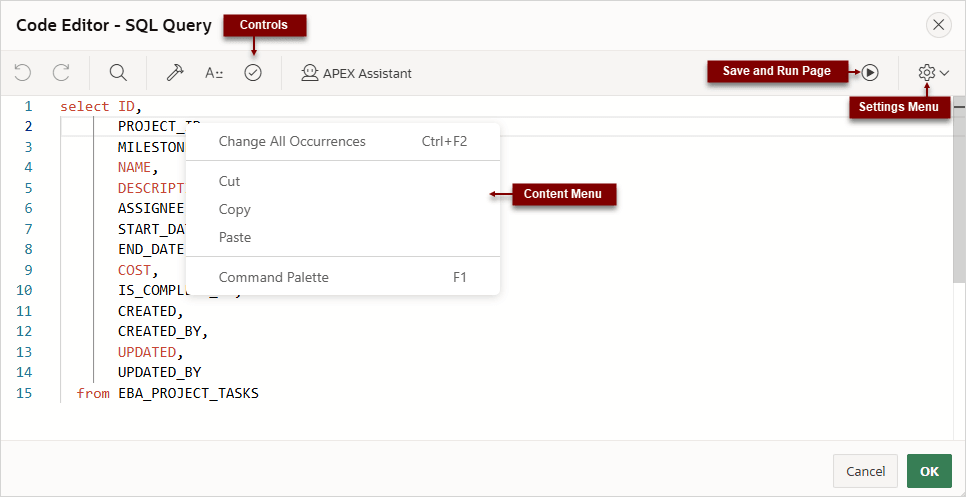 Code Editor - SQL Query
Controls
A::
APEX Assistant
Save and Run Page
Settings Menu
1 select ID,
2 PROJECT_ID
3 MILESTON
4 NAME,
5 DESCRIPT
6 ASSIGNEE
7 START_DA
8 END_DATE
9 COST,
10 IS_COMPLE
11 CREATED,
12 CREATED_BY,
13 UPDATED,
14 UPDATED_BY
15 from EBA_PROJECT_TASKS
Change All Occurrences Ctrl+F2
Cut
Copy
Paste
Command Palette F1
Content Menu
Cancel
OK